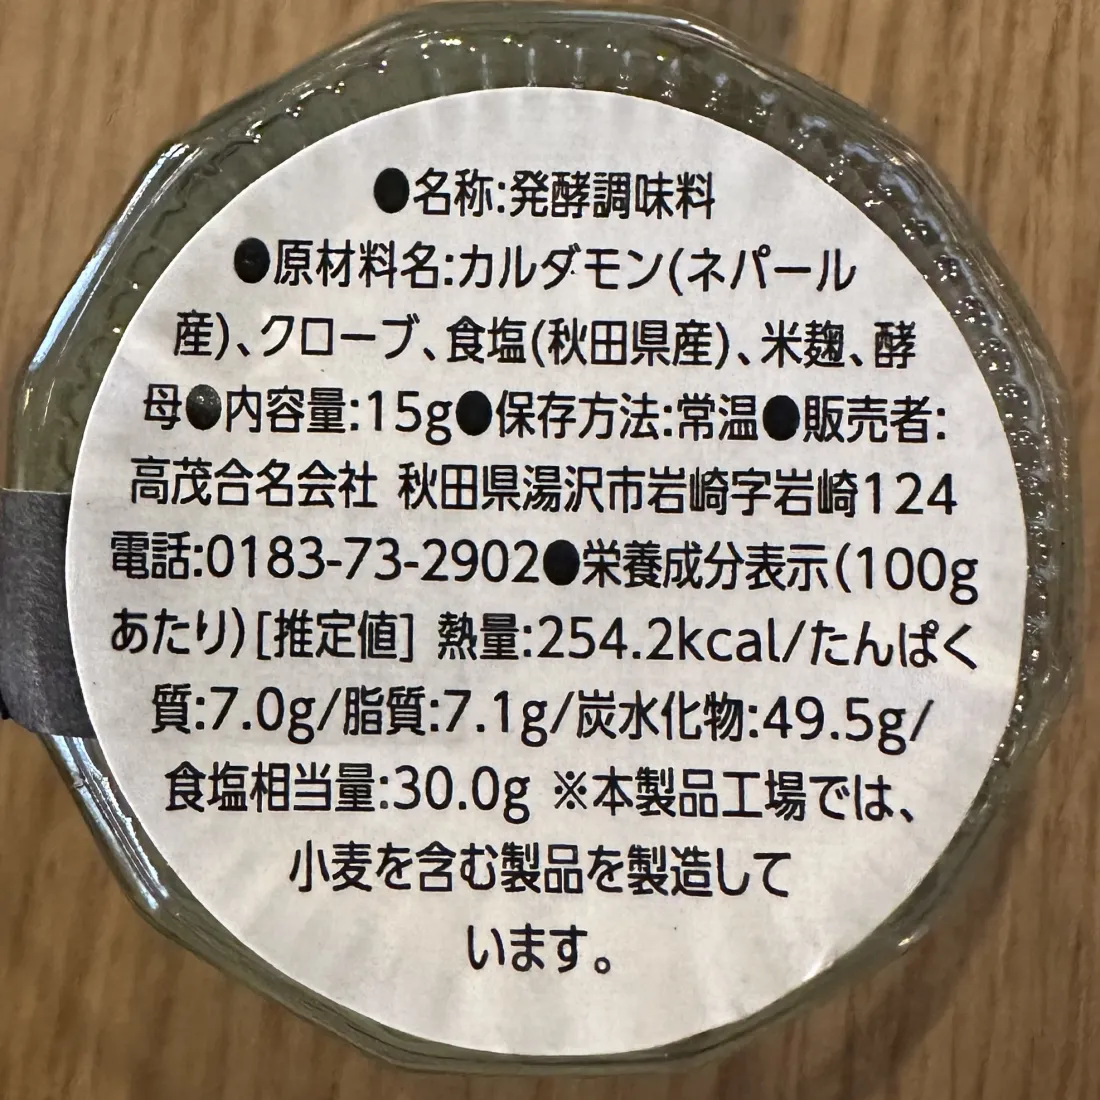 ●名称:発酵調味料
●原材料名:カルダモン(ネパール
産)、クローブ、食塩(秋田県産)、米麹、酵
母●内容量:15g●保存方法:常温●販売者:
高茂合名会社 秋田県湯沢市岩崎字岩崎124
電話:0183-73-2902●栄養成分表示(100g
あたり)[推定値] 熱量:254.2kcal/たんぱく
質:7.0g/脂質:7.1g/炭水化物:49.5g/
食塩相当量:30.0g ※本製品工場では、
小麦を含む製品を製造して
います。